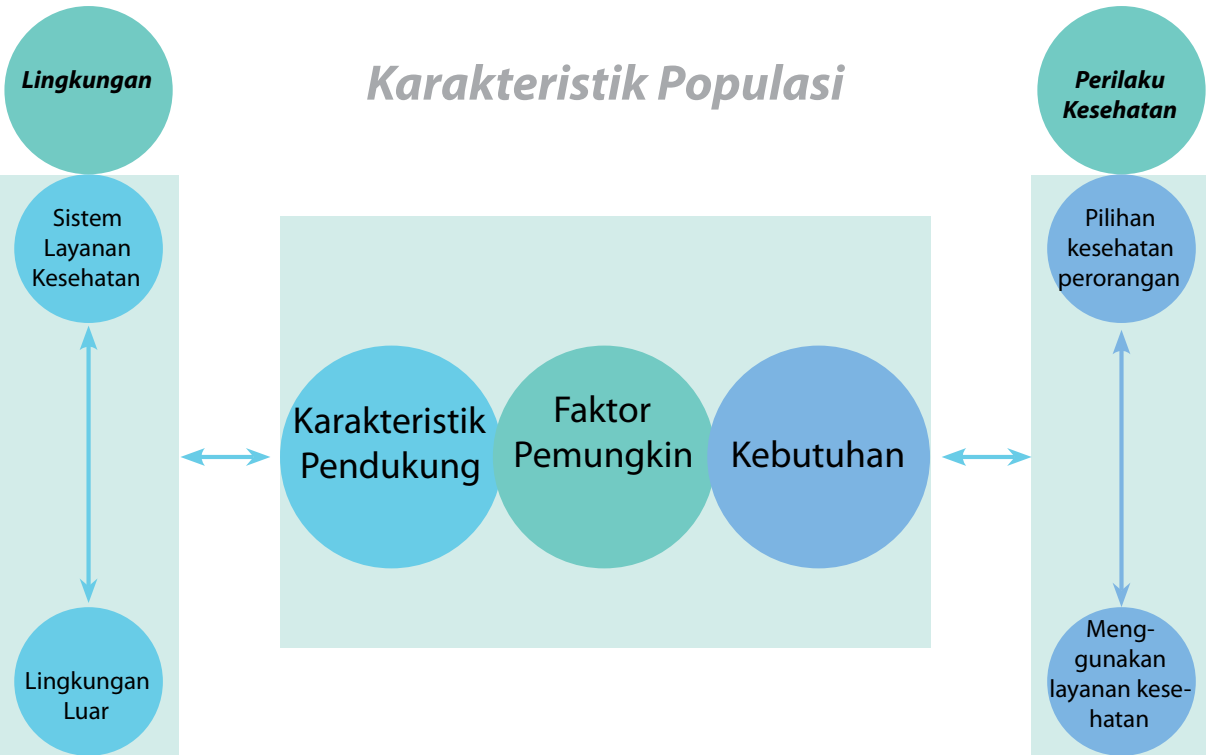 Lingkungan
Karakteristik Populasi
Perilaku
Kesehatan
Sistem
Layanan
Kesehatan
Lingkungan
Luar
Karakteristik
Pendukung
Faktor
Pemungkin
Kebutuhan
Pilihan
kesehatan
perorangan
Meng-
gunakan
layanan kese-
hatan